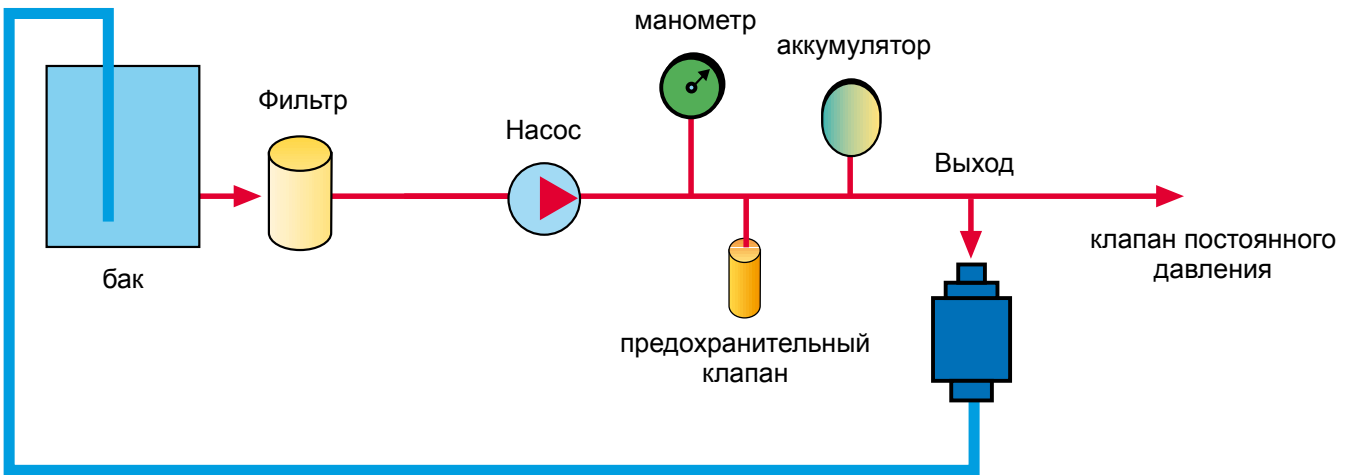 манометр
аккумулятор
Фильтр
Насос
Выход
клапан постоянного
давления
бак
предохранительный
клапан